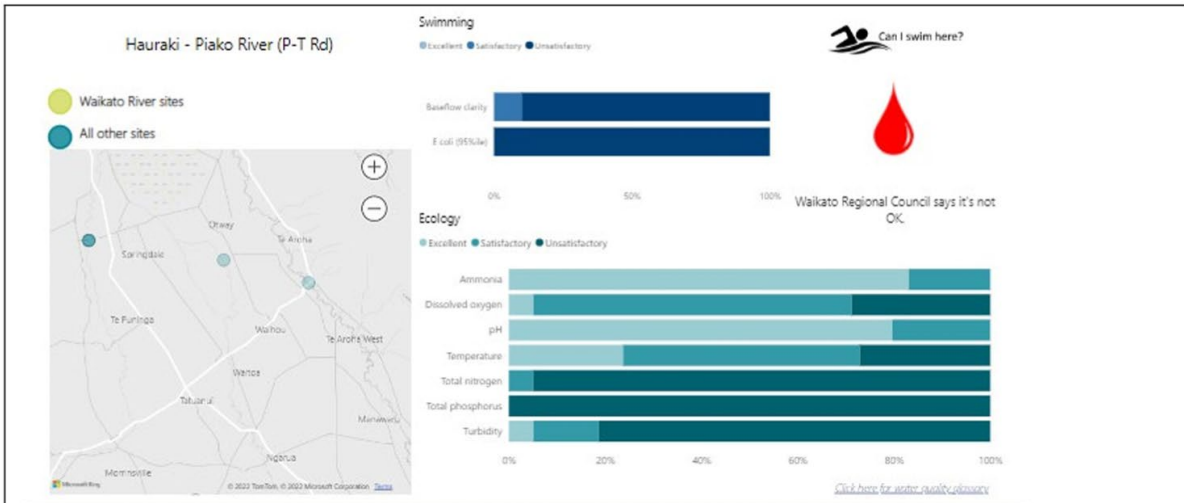 Hauraki - Piako River (P-T Rd)
Waikato River sites
All other sites
Otway
Te Aroha
Springdale
Te Puninga
Waihou
Te Aroha West
Waitoa
Tatuanui
Ngarua
Morrinsville
Microsoft Bing
© 2022 TomTom, © 2022 Microsoft Corporation Terms
Swimming
Excellent Satisfactory Unsatisfactory
Baseflow clarity
E coli (95%ile)
0% 50% 100%
Can I swim here?
Waikato Regional Council says it's not
OK.
Ecology
Excellent Satisfactory Unsatisfactory
Ammonia
Dissolved oxygen
pH
Temperature
Total nitrogen
Total phosphorus
Turbidity
0% 20% 40% 60% 80% 100%
Click here for water quality glossary